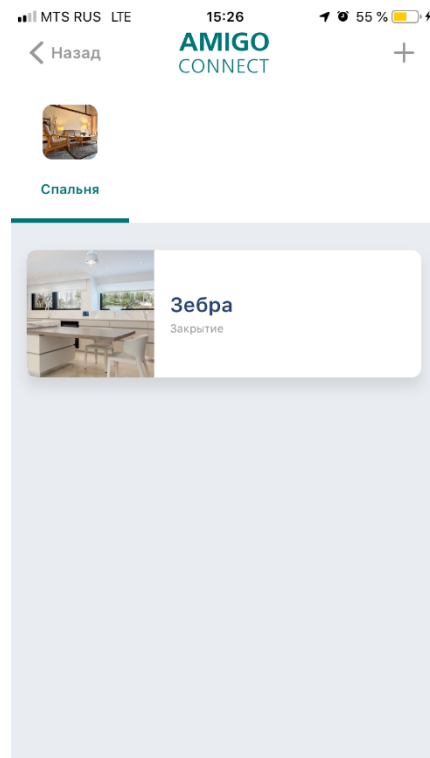 MTS RUS LTE 15:26 55 %
Назад AMIGO CONNECT
Спальня
Зебра
Закрытие